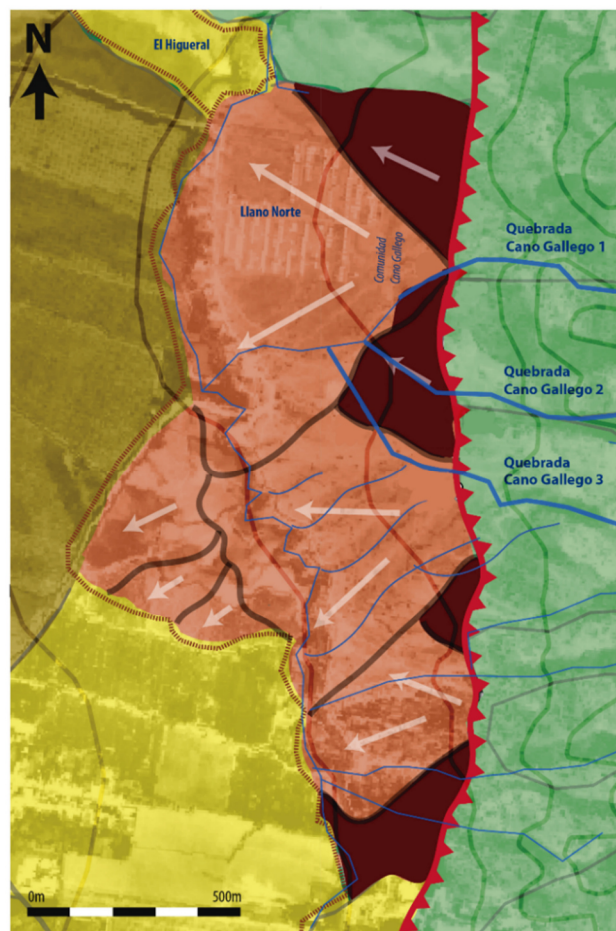 N
El Higueral
Llano Norte
Comunidad
Cano Gallego
Quebrada
Cano Gallego 1
Quebrada
Cano Gallego 2
Quebrada
Cano Gallego 3
0m
500m